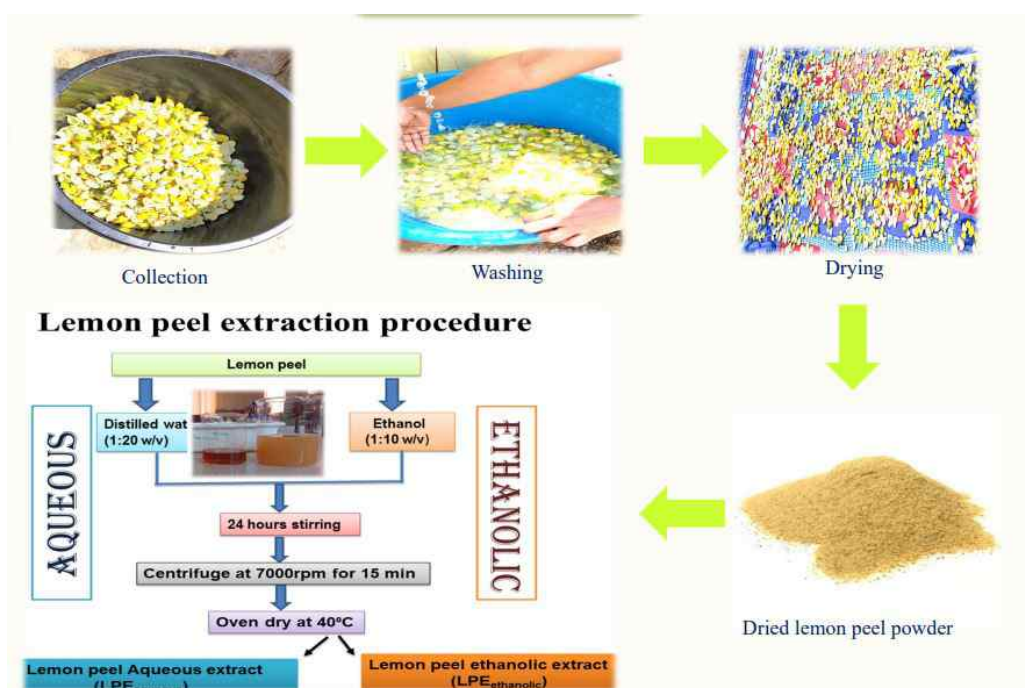 Collection
Washing
Drying
Lemon peel extraction procedure
Lemon peel
AQUEOUS
Distilled wat
(1:20 w/v)
Ethanol
(1:10 w/v)
ETHANOLIC
24 hours stirring
Centrifuge at 7000rpm for 15 min
Oven dry at 40ºC
Dried lemon peel powder
Lemon peel Aqueous extract
(LPE
Lemon peel ethanolic extract
(LPEethanolic)